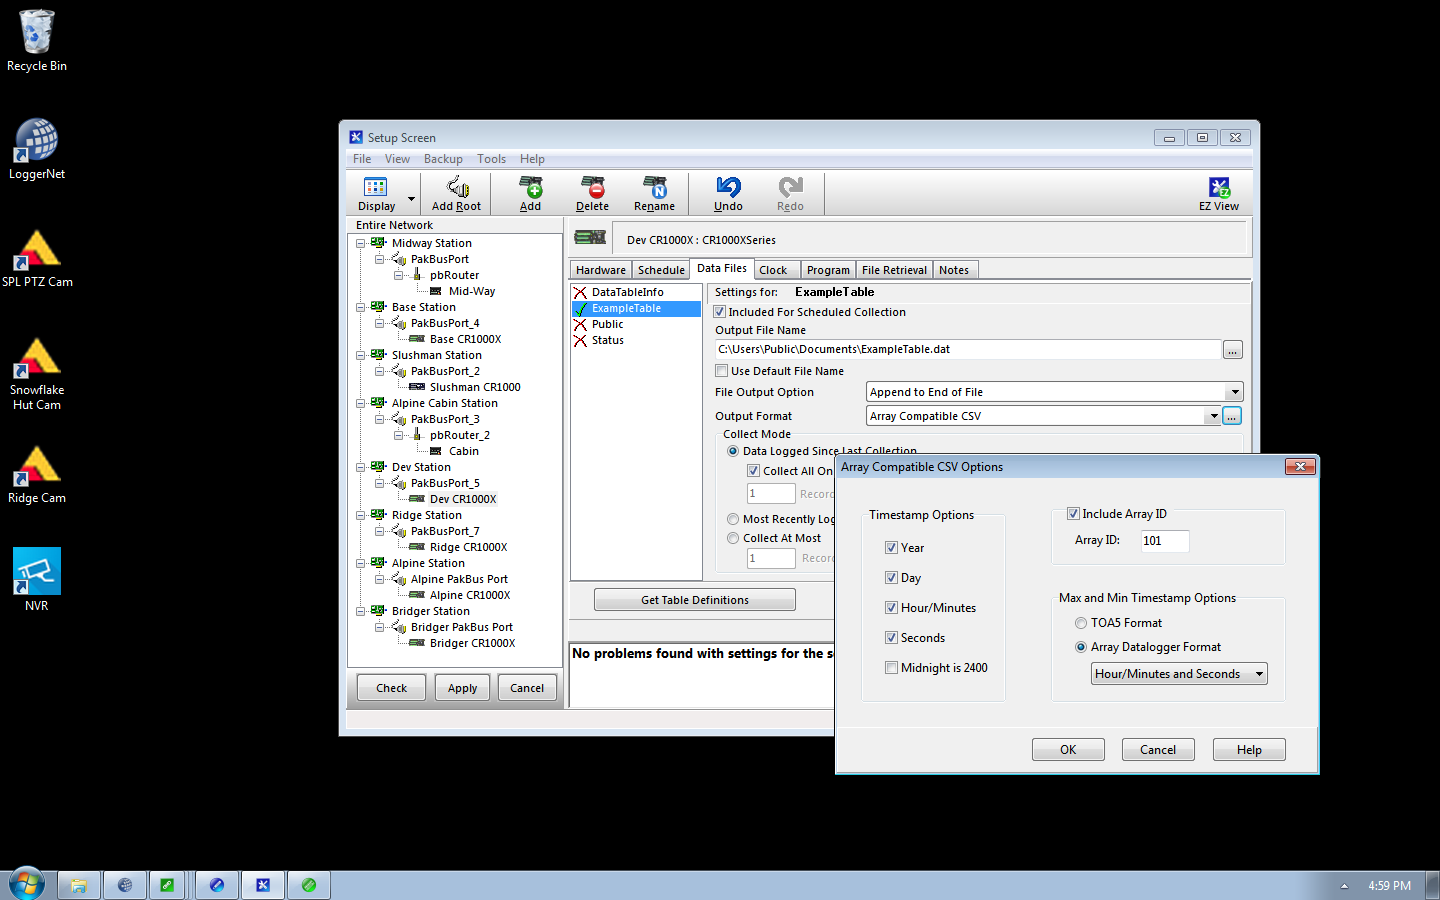 Recycle Bin
LoggerNet
SPL PTZ Cam
Snowflake
Hut Cam
Ridge Cam
NVR
Setup Screen
File View Backup Tools Help
Display Add Root Add Delete Rename Undo Redo EZ View
Entire Network
Midway Station
PakBusPort
pbRouter
Mid-Way
Base Station
PakBusPort_4
Base CR1000X
Slushman Station
PakBusPort_2
Slushman CR1000
Alpine Cabin Station
PakBusPort_3
pbRouter_2
Cabin
Dev Station
PakBusPort_5
Dev CR1000X
Ridge Station
PakBusPort_7
Ridge CR1000X
Alpine Station
Alpine PakBus Port
Alpine CR1000X
Bridger Station
Bridger PakBus Port
Bridger CR1000X
Check Apply Cancel
Dev CR1000X : CR1000XSeries
Hardware Schedule Data Files Clock Program File Retrieval Notes
DataTableInfo
ExampleTable
Public
Status
Settings for: ExampleTable
Included For Scheduled Collection
Output File Name
C:\Users\Public\Documents\ExampleTable.dat
...
Use Default File Name
File Output Option Append to End of File
Output Format Array Compatible CSV ...
Collect Mode
Data Logged Since Last Collection
Collect All On
1 Recor
Most Recently Log
Collect At Most
1 Recor
Get Table Definitions
No problems found with settings for the s
Array Compatible CSV Options
Timestamp Options
Year
Day
Hour/Minutes
Seconds
Midnight is 2400
Include Array ID
Array ID: 101
Max and Min Timestamp Options
TOA5 Format
Array Datalogger Format
Hour/Minutes and Seconds
OK Cancel Help
4:59 PM